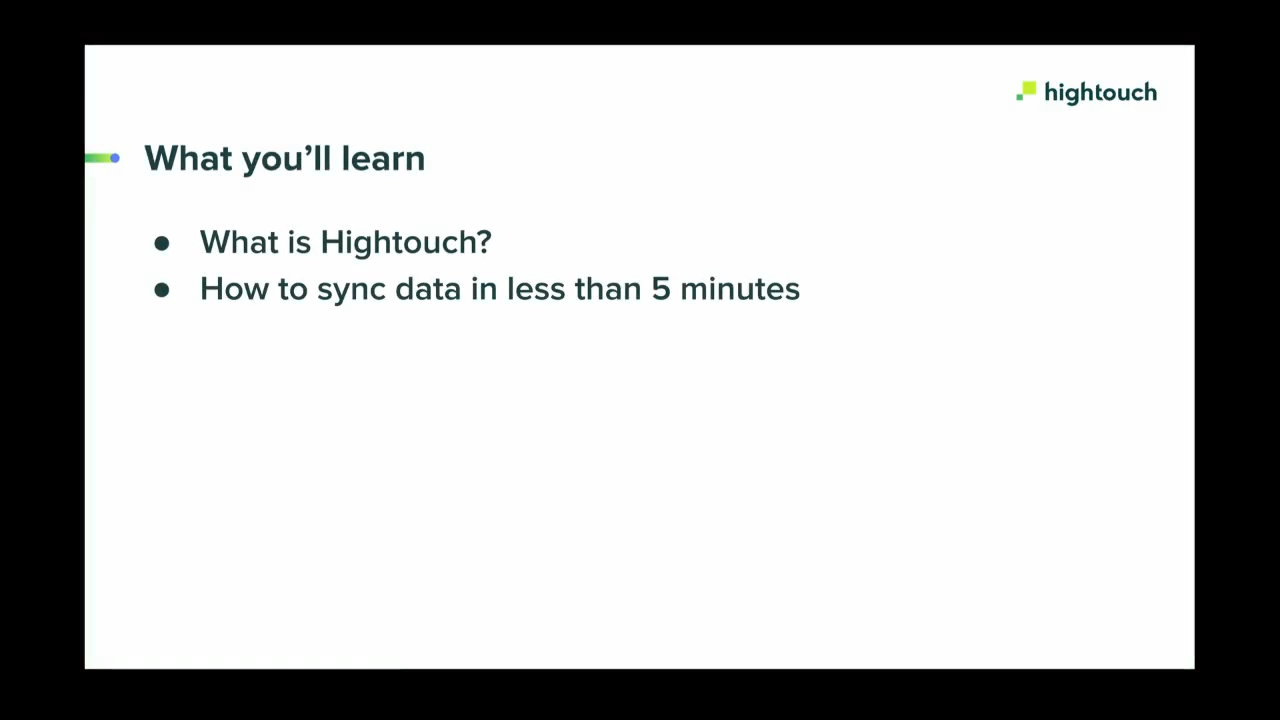 hightouch
What you’ll learn
● What is Hightouch?
● How to sync data in less than 5 minutes